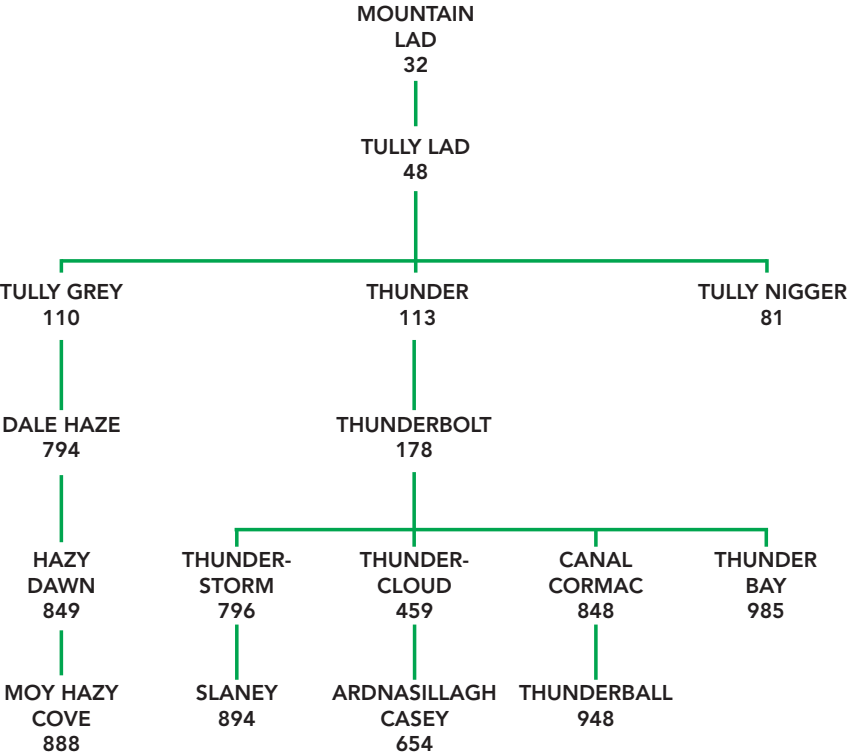 MOUNTAIN
LAD
32
TULLY LAD
48
TULLY GREY
110
THUNDER
113
TULLY NIGGER
81
DALE HAZE
794
THUNDERBOLT
178
HAZY
DAWN
849
THUNDER-
STORM
796
THUNDER-
CLOUD
459
CANAL
CORMAC
848
THUNDER
BAY
985
MOY HAZY
COVE
888
SLANEY
894
ARDNASILLAGH
CASEY
654
THUNDERBALL
948